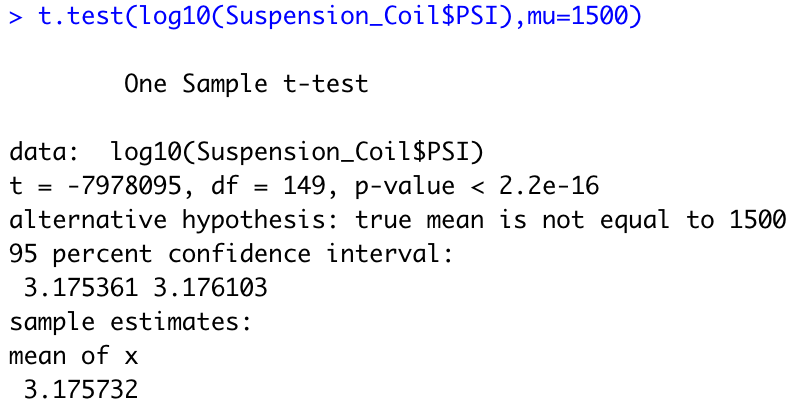 > t.test(log10(Suspension_Coil$PSI),mu=1500)
One Sample t-test
data:  log10(Suspension_Coil$PSI)
t = -7978095, df = 149, p-value < 2.2e-16
alternative hypothesis: true mean is not equal to 1500
95 percent confidence interval:
 3.175361 3.176103
sample estimates:
mean of x
 3.175732